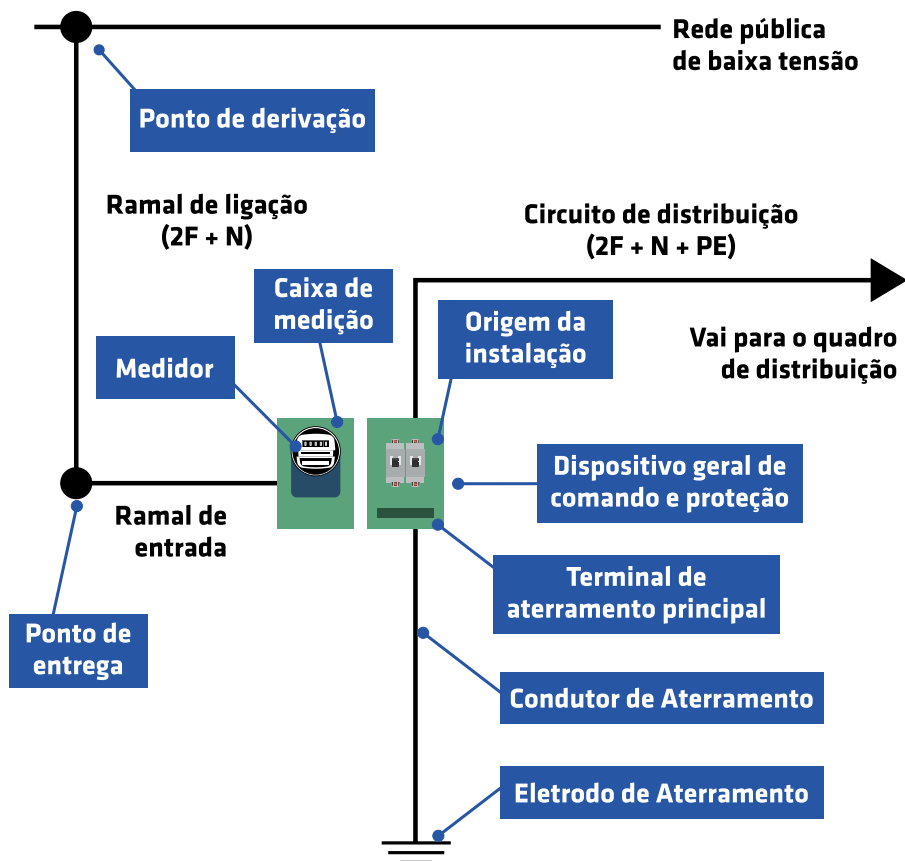 Rede pública
de baixa tensão
Ponto de derivação
Ramal de ligação
(2F + N)
Circuito de distribuição
(2F + N + PE)
Caixa de
medição
Origem da
instalação
Vai para o quadro
de distribuição
Medidor
Dispositivo geral de
comando e proteção
Ramal de
entrada
Terminal de
aterramento principal
Ponto de
entrega
Condutor de Aterramento
Eletrodo de Aterramento